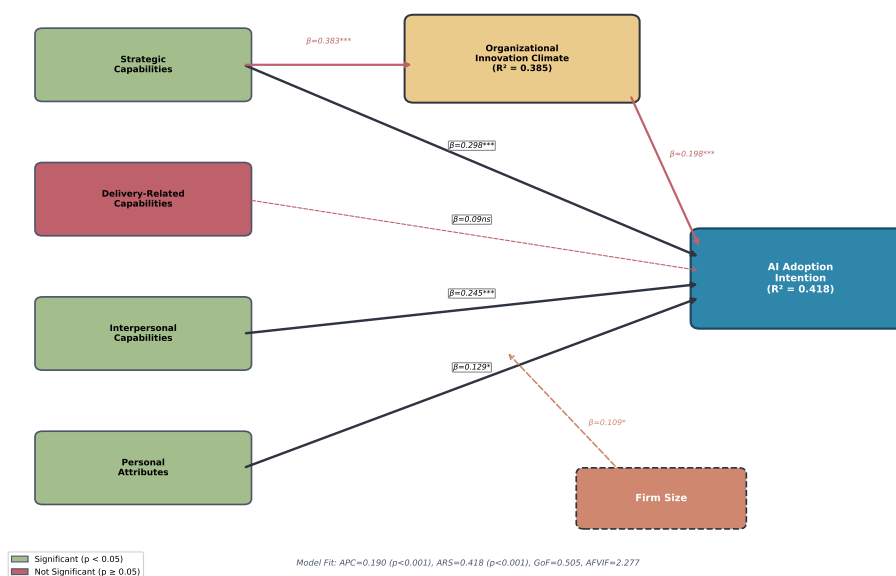 β=0.383***
Strategic
Capabilities
Organizational
Innovation Climate
(R² = 0.385)
β=0.298***
β=0.198***
Delivery-Related
Capabilities
β=0.09ns
AI Adoption
Intention
(R² = 0.418)
β=0.245***
Interpersonal
Capabilities
β=0.129*
β=0.109*
Personal
Attributes
Firm Size
Significant (p < 0.05)
Not Significant (p ≥ 0.05)
Model Fit: APC=0.190 (p<0.001), ARS=0.418 (p<0.001), GoF=0.505, AFVIF=2.277